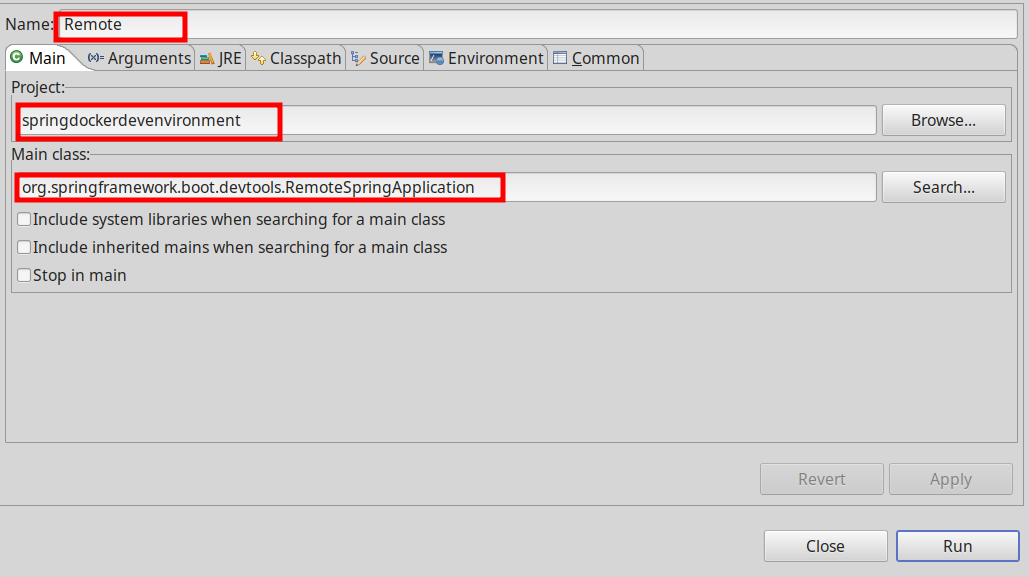 Name: Remote
Main (x)= Arguments JRE Classpath Source Environment Common
Project:
springdockerdevenvironment Browse...
Main class:
org.springframework.boot.devtools.RemoteSpringApplication Search...
Include system libraries when searching for a main class
Include inherited mains when searching for a main class
Stop in main
Revert Apply
Close Run